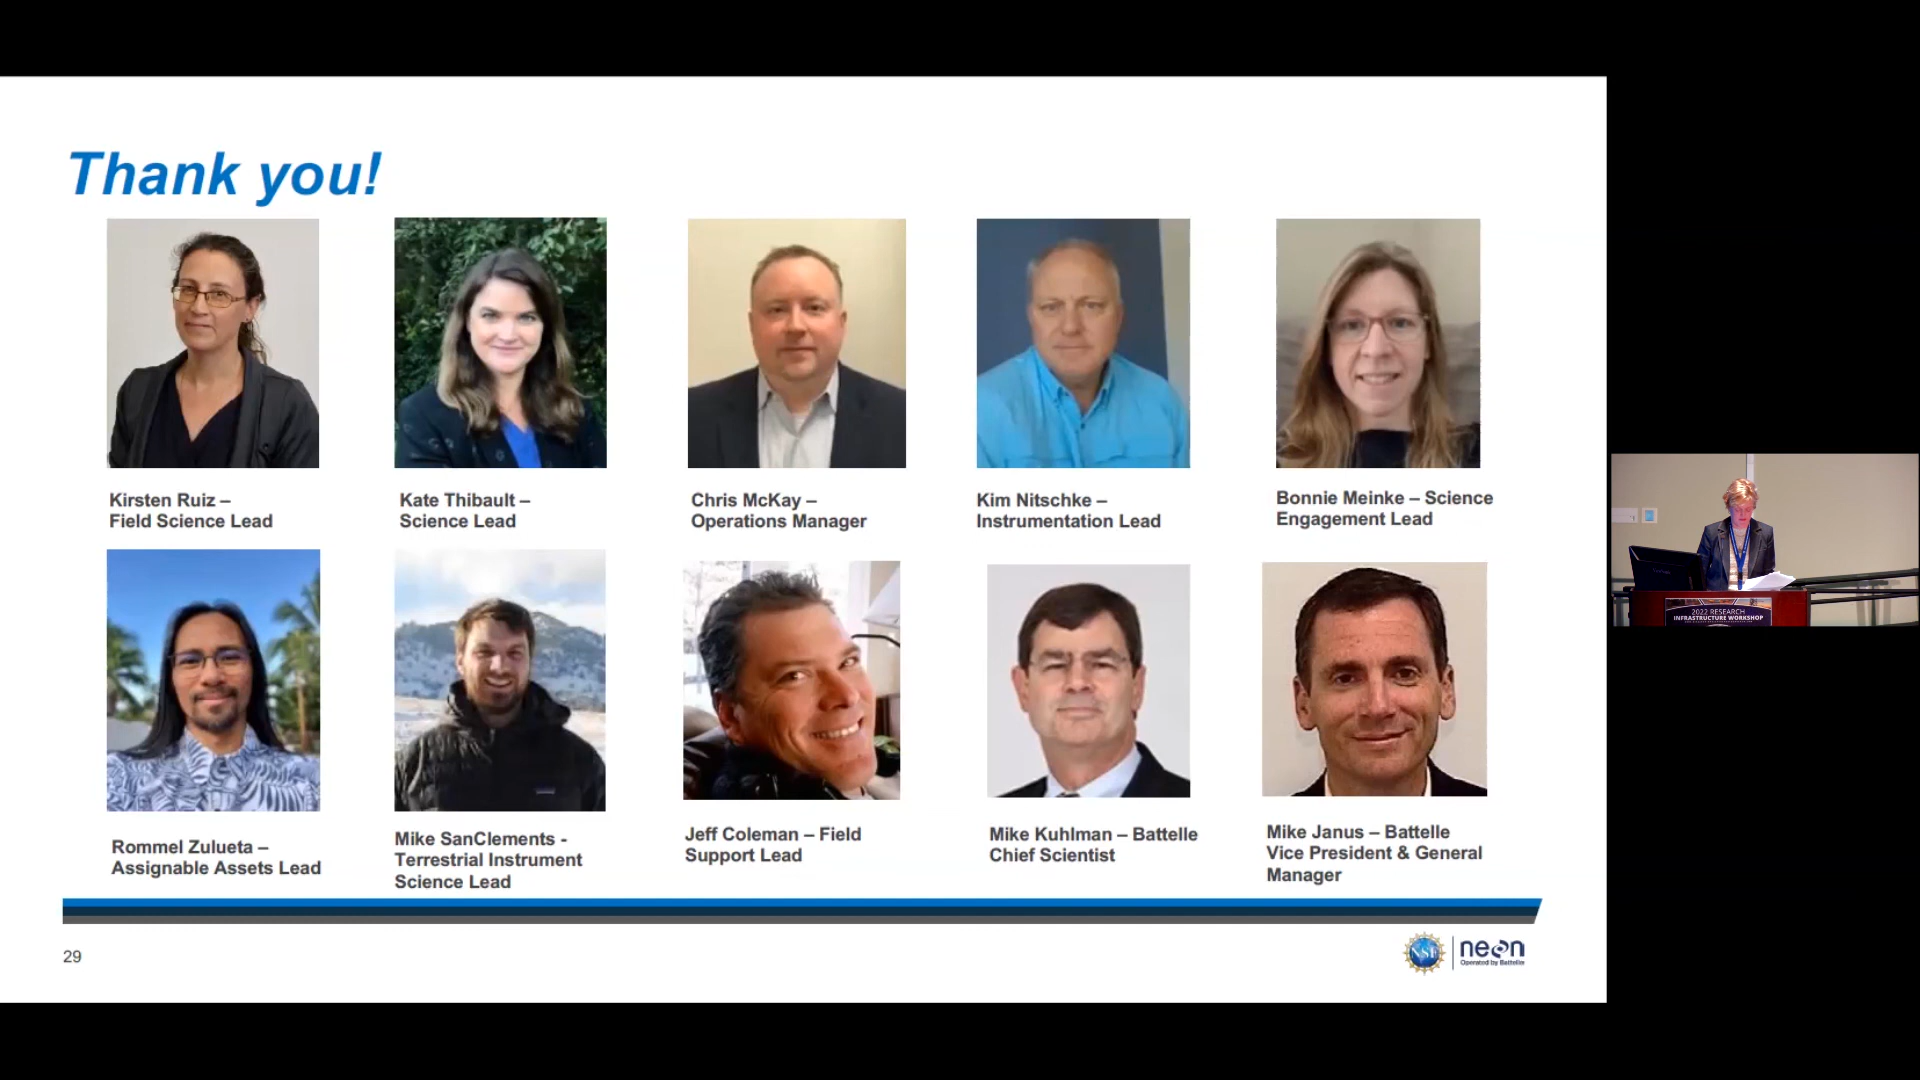 Thank you!
Kirsten Ruiz –
Field Science Lead
Kate Thibault –
Science Lead
Chris McKay –
Operations Manager
Kim Nitschke –
Instrumentation Lead
Bonnie Meinke – Science
Engagement Lead
Rommel Zulueta –
Assignable Assets Lead
Mike SanClements -
Terrestrial Instrument
Science Lead
Jeff Coleman – Field
Support Lead
Mike Kuhlman – Battelle
Chief Scientist
Mike Janus – Battelle
Vice President & General
Manager
29
NSF
neon
Operated by Battelle
2022 RESEARCH
INFRASTRUCTURE WORKSHOP